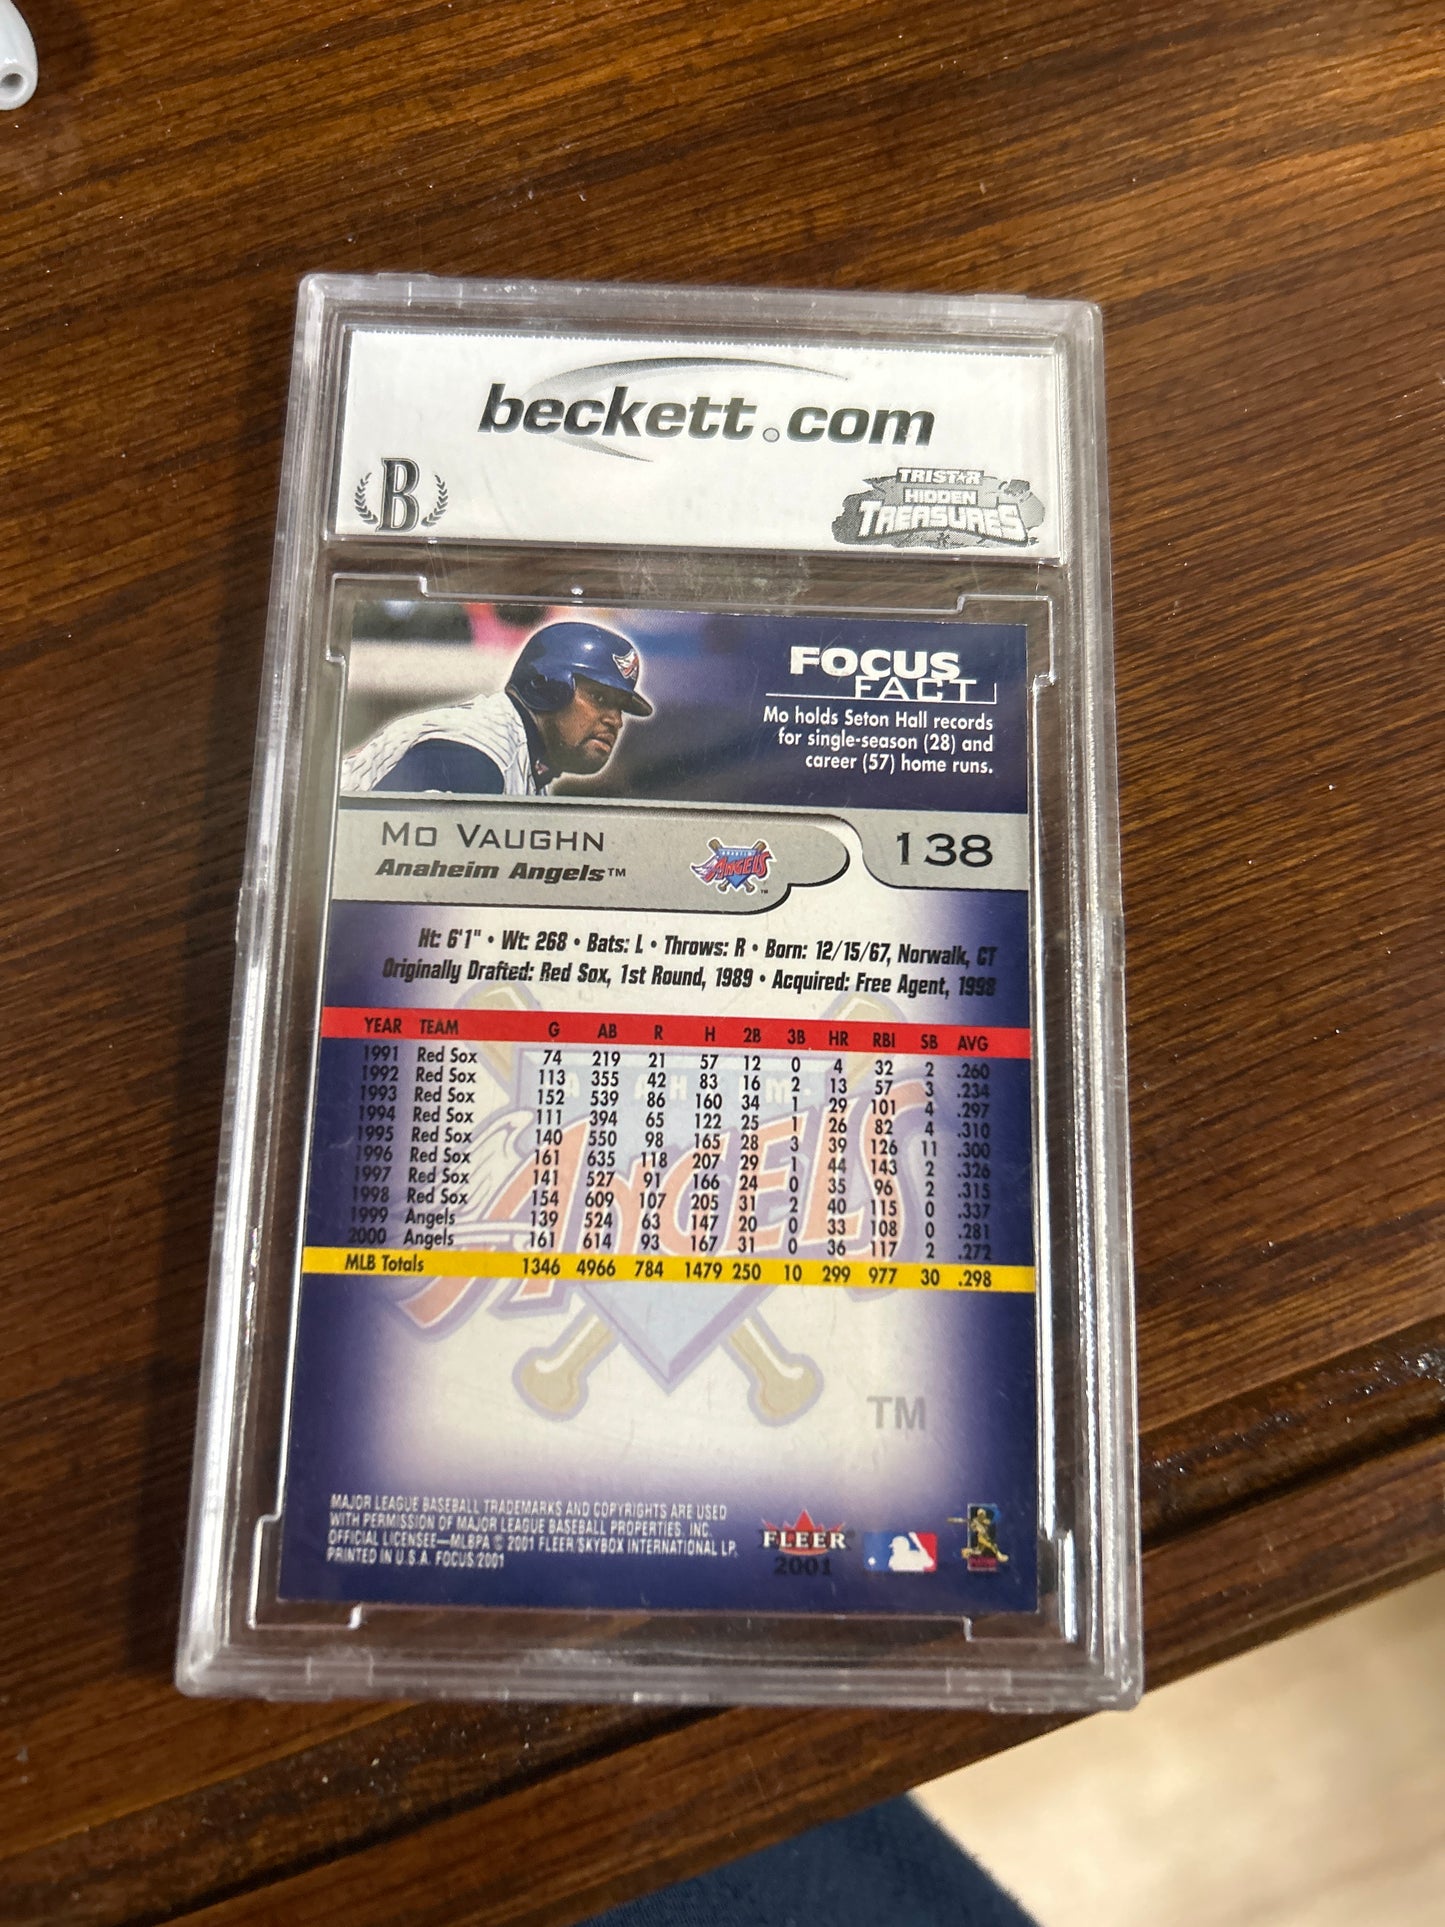 beckett.com
B
TRISTAR
HIDDEN
TREASURES
FOCUS
FACT
Mo holds Seton Hall records
for single-season (28) and
career (57) home runs.
MO VAUGHN
Anaheim Angels™
ANGELS
™
138
Ht: 6'1" • Wt: 268 • Bats: L • Throws: R • Born: 12/15/67, Norwalk, CT
Originally Drafted: Red Sox, 1st Round, 1989 • Acquired: Free Agent, 1998
YEAR TEAM G AB R H 2B 3B HR RBI SB AVG
1991 Red Sox 74 219 21 57 12 0 4 32 2 .260
1992 Red Sox 113 355 42 83 16 2 13 57 3 .234
1993 Red Sox 152 539 86 160 34 1 29 101 4 .297
1994 Red Sox 111 394 65 122 25 1 26 82 4 .310
1995 Red Sox 140 550 98 165 28 3 39 126 11 .300
1996 Red Sox 161 635 118 207 29 1 44 143 2 .326
1997 Red Sox 141 527 91 166 24 0 35 96 2 .315
1998 Red Sox 154 609 107 205 31 2 40 115 0 .337
1999 Angels 139 524 63 147 20 0 33 108 0 .281
2000 Angels 161 614 93 167 31 0 36 117 2 .272
MLB Totals 1346 4966 784 1479 250 10 299 977 30 .298
ANGELS
TM
MAJOR LEAGUE BASEBALL TRADEMARKS AND COPYRIGHTS ARE USED
WITH PERMISSION OF MAJOR LEAGUE BASEBALL PROPERTIES, INC.
OFFICIAL LICENSEE—MLBPA © 2001 FLEER/SKYBOX INTERNATIONAL LP.
PRINTED IN U.S.A. FOCUS 2001
FLEER
2001